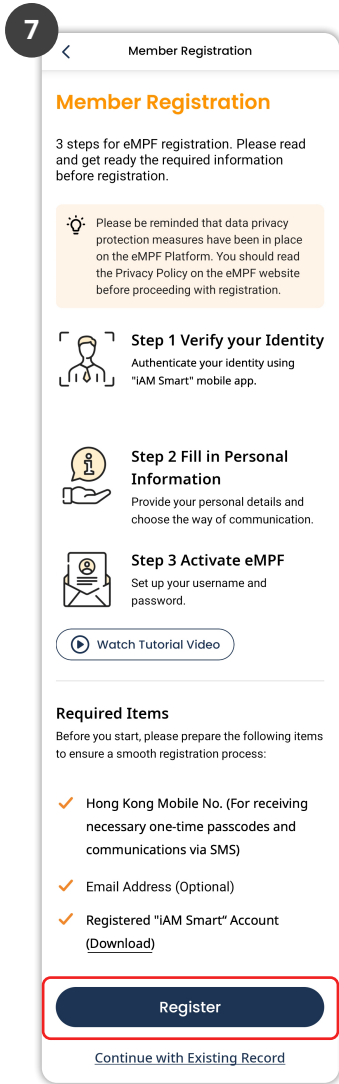 7
Member Registration
Member Registration
3 steps for eMPF registration. Please read
and get ready the required information
before registration.
Please be reminded that data privacy
protection measures have been in place
on the eMPF Platform. You should read
the Privacy Policy on the eMPF website
before proceeding with registration.
Step 1 Verify your Identity
Authenticate your identity using
"iAM Smart" mobile app.
Step 2 Fill in Personal
Information
Provide your personal details and
choose the way of communication.
Step 3 Activate eMPF
Set up your username and
password.
Watch Tutorial Video
Required Items
Before you start, please prepare the following items
to ensure a smooth registration process:
Hong Kong Mobile No. (For receiving
necessary one-time passcodes and
communications via SMS)
Email Address (Optional)
Registered "iAM Smart“ Account
(Download)
Register
Continue with Existing Record